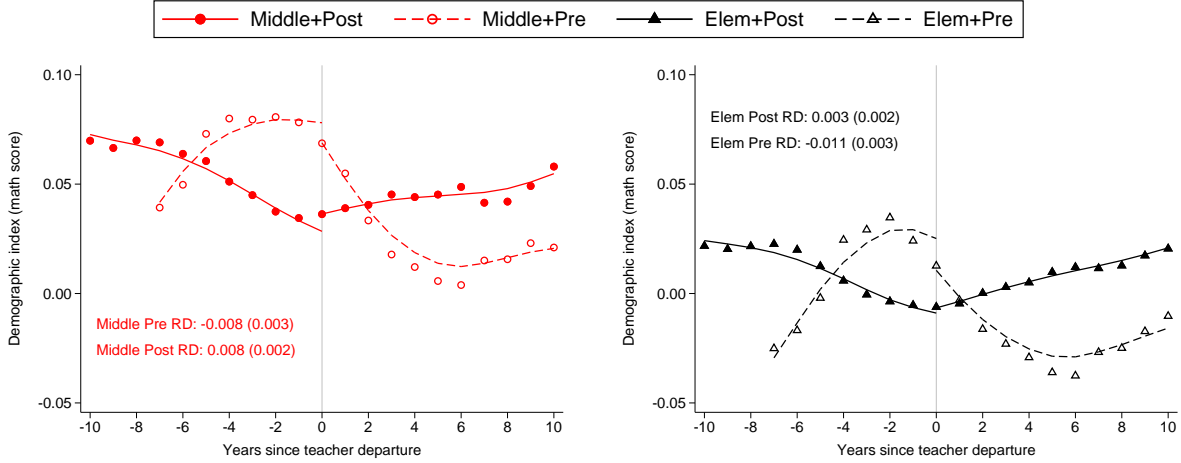 Middle+Post Middle+Pre Elem+Post Elem+Pre
0.10
0.05
0.00
-0.05
Demographic index (math score)
Middle Pre RD: -0.008 (0.003)
Middle Post RD: 0.008 (0.002)
-10 -8 -6 -4 -2 0 2 4 6 8 10
Years since teacher departure
0.10
0.05
0.00
-0.05
Demographic index (math score)
Elem Post RD: 0.003 (0.002)
Elem Pre RD: -0.011 (0.003)
-10 -8 -6 -4 -2 0 2 4 6 8 10
Years since teacher departure